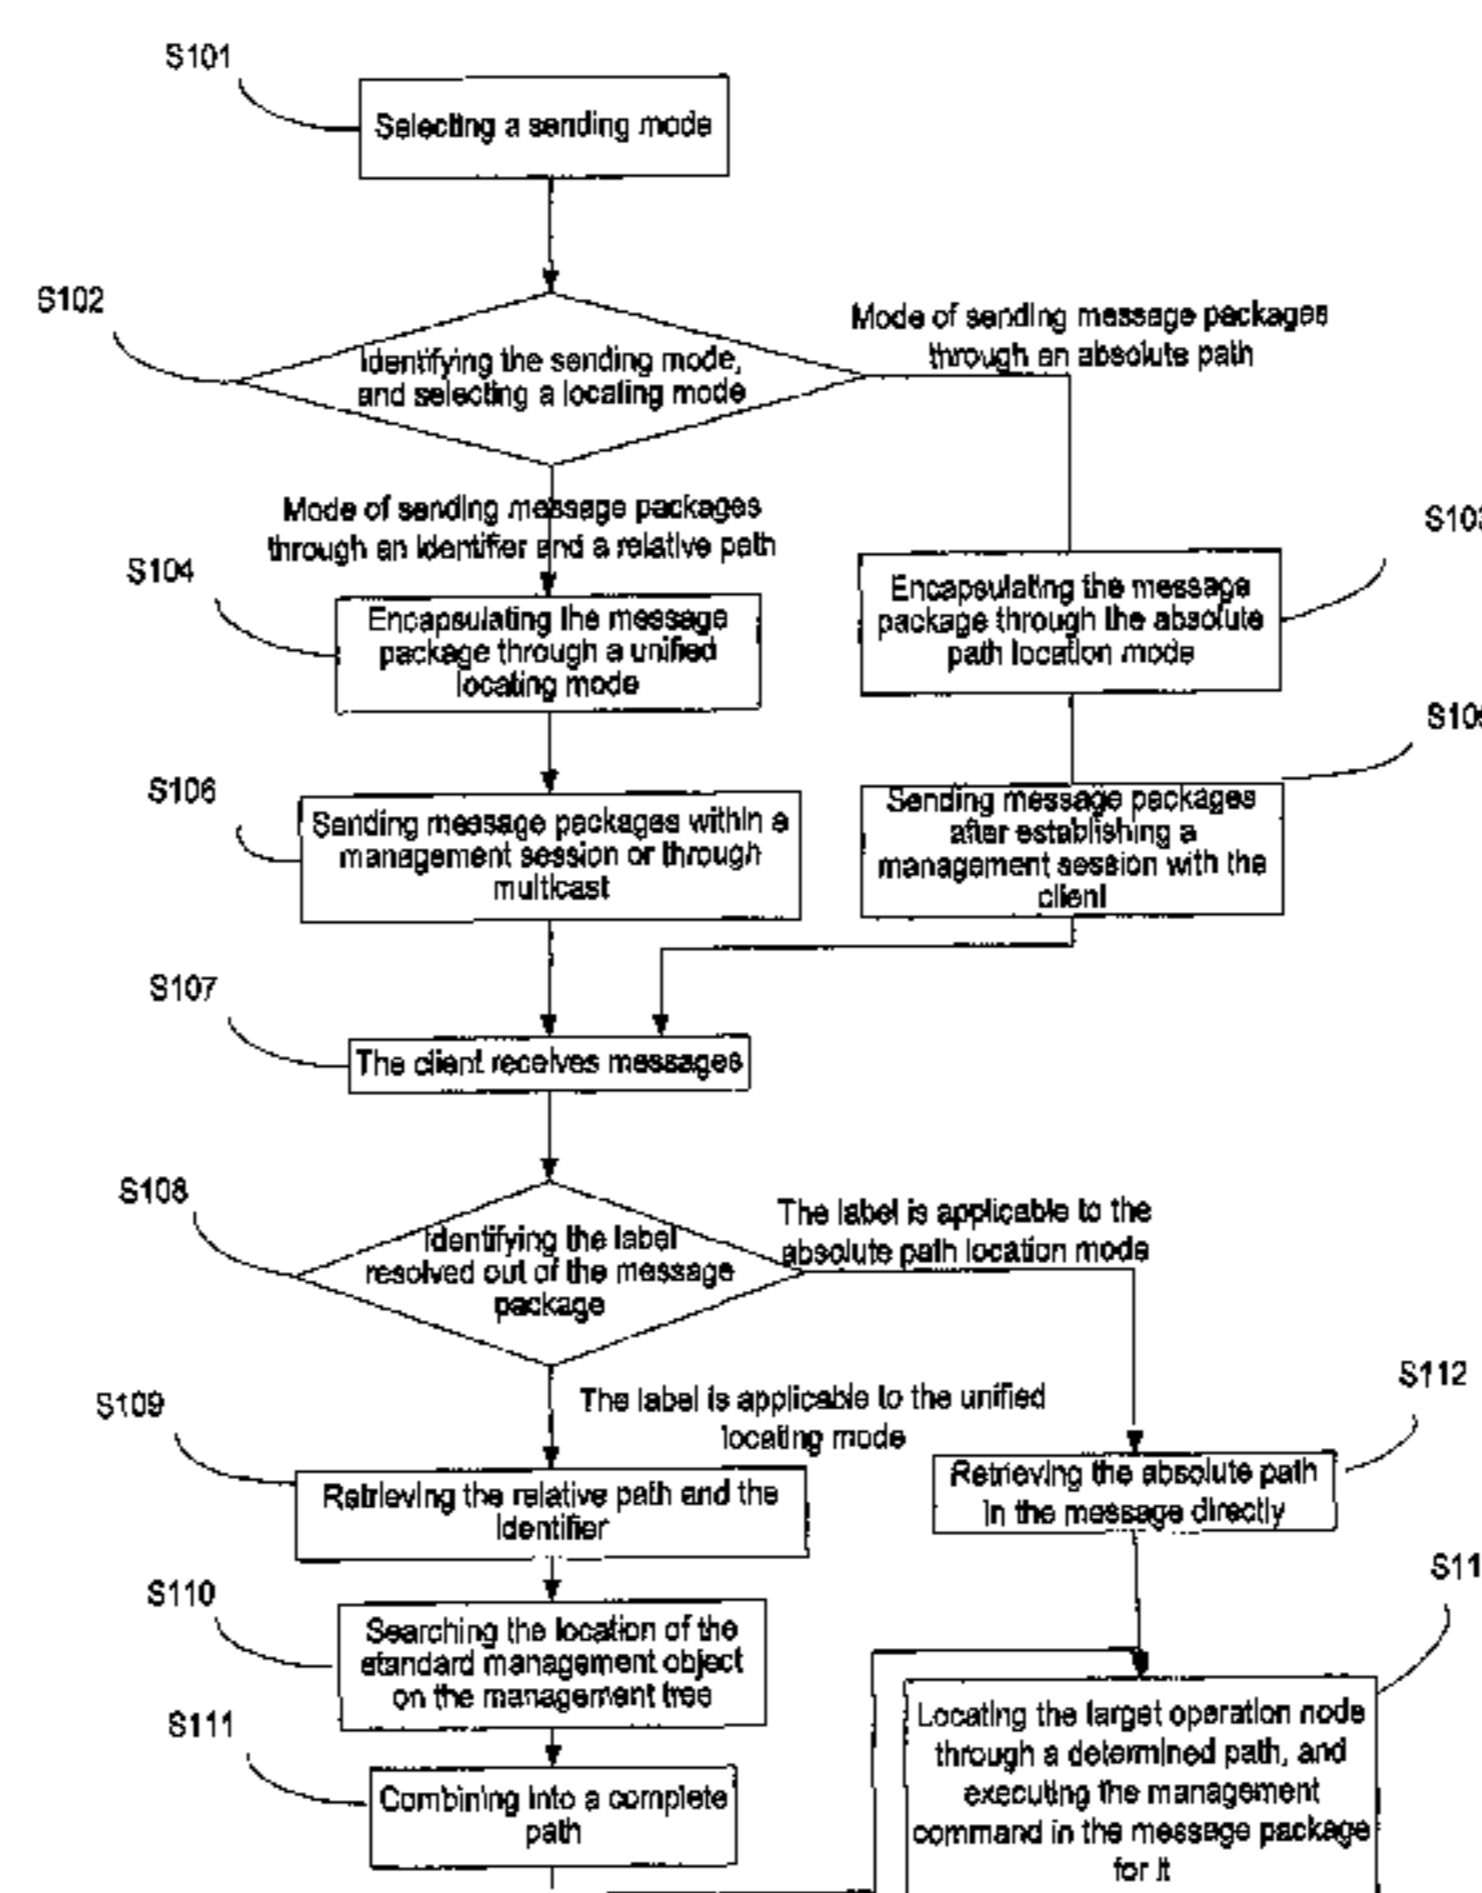 S101
Selecting a sending mode
S102
Identifying the sending mode,
and selecting a locating mode
Mode of sending message packages
through an absolute path
Mode of sending message packages
through an identifier and a relative path
S103
Encapsulating the message
package through the absolute
path location mode
S104
Encapsulating the message
package through a unified
locating mode
S105
Sending message packages
after establishing a
management session with the
client
S106
Sending message packages within a
management session or through
multicast
S107
The client receives messages
S108
Identifying the label
resolved out of the message
package
The label is applicable to the
absolute path location mode
The label is applicable to the unified
locating mode
S109
Retrieving the relative path and the
identifier
S112
Retrieving the absolute path
in the message directly
S110
Searching the location of the
standard management object
on the management tree
S11
Locating the target operation node
through a determined path, and
executing the management
command in the message package
for it
S111
Combining into a complete
path